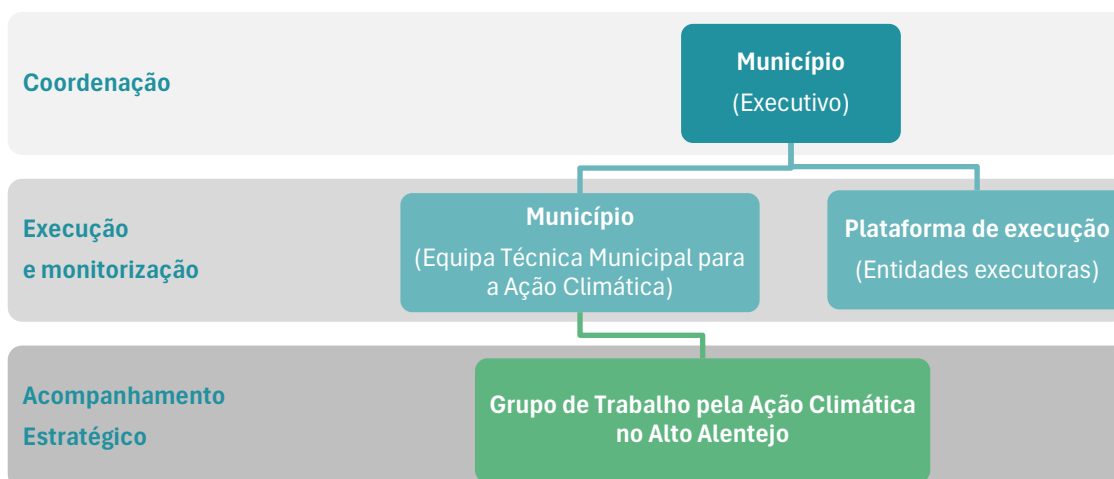 Coordenação
Município
(Executivo)
Execução
e monitorização
Município
(Equipa Técnica Municipal para
a Ação Climática)
Plataforma de execução
(Entidades executoras)
Acompanhamento
Estratégico
Grupo de Trabalho pela Ação Climática
no Alto Alentejo